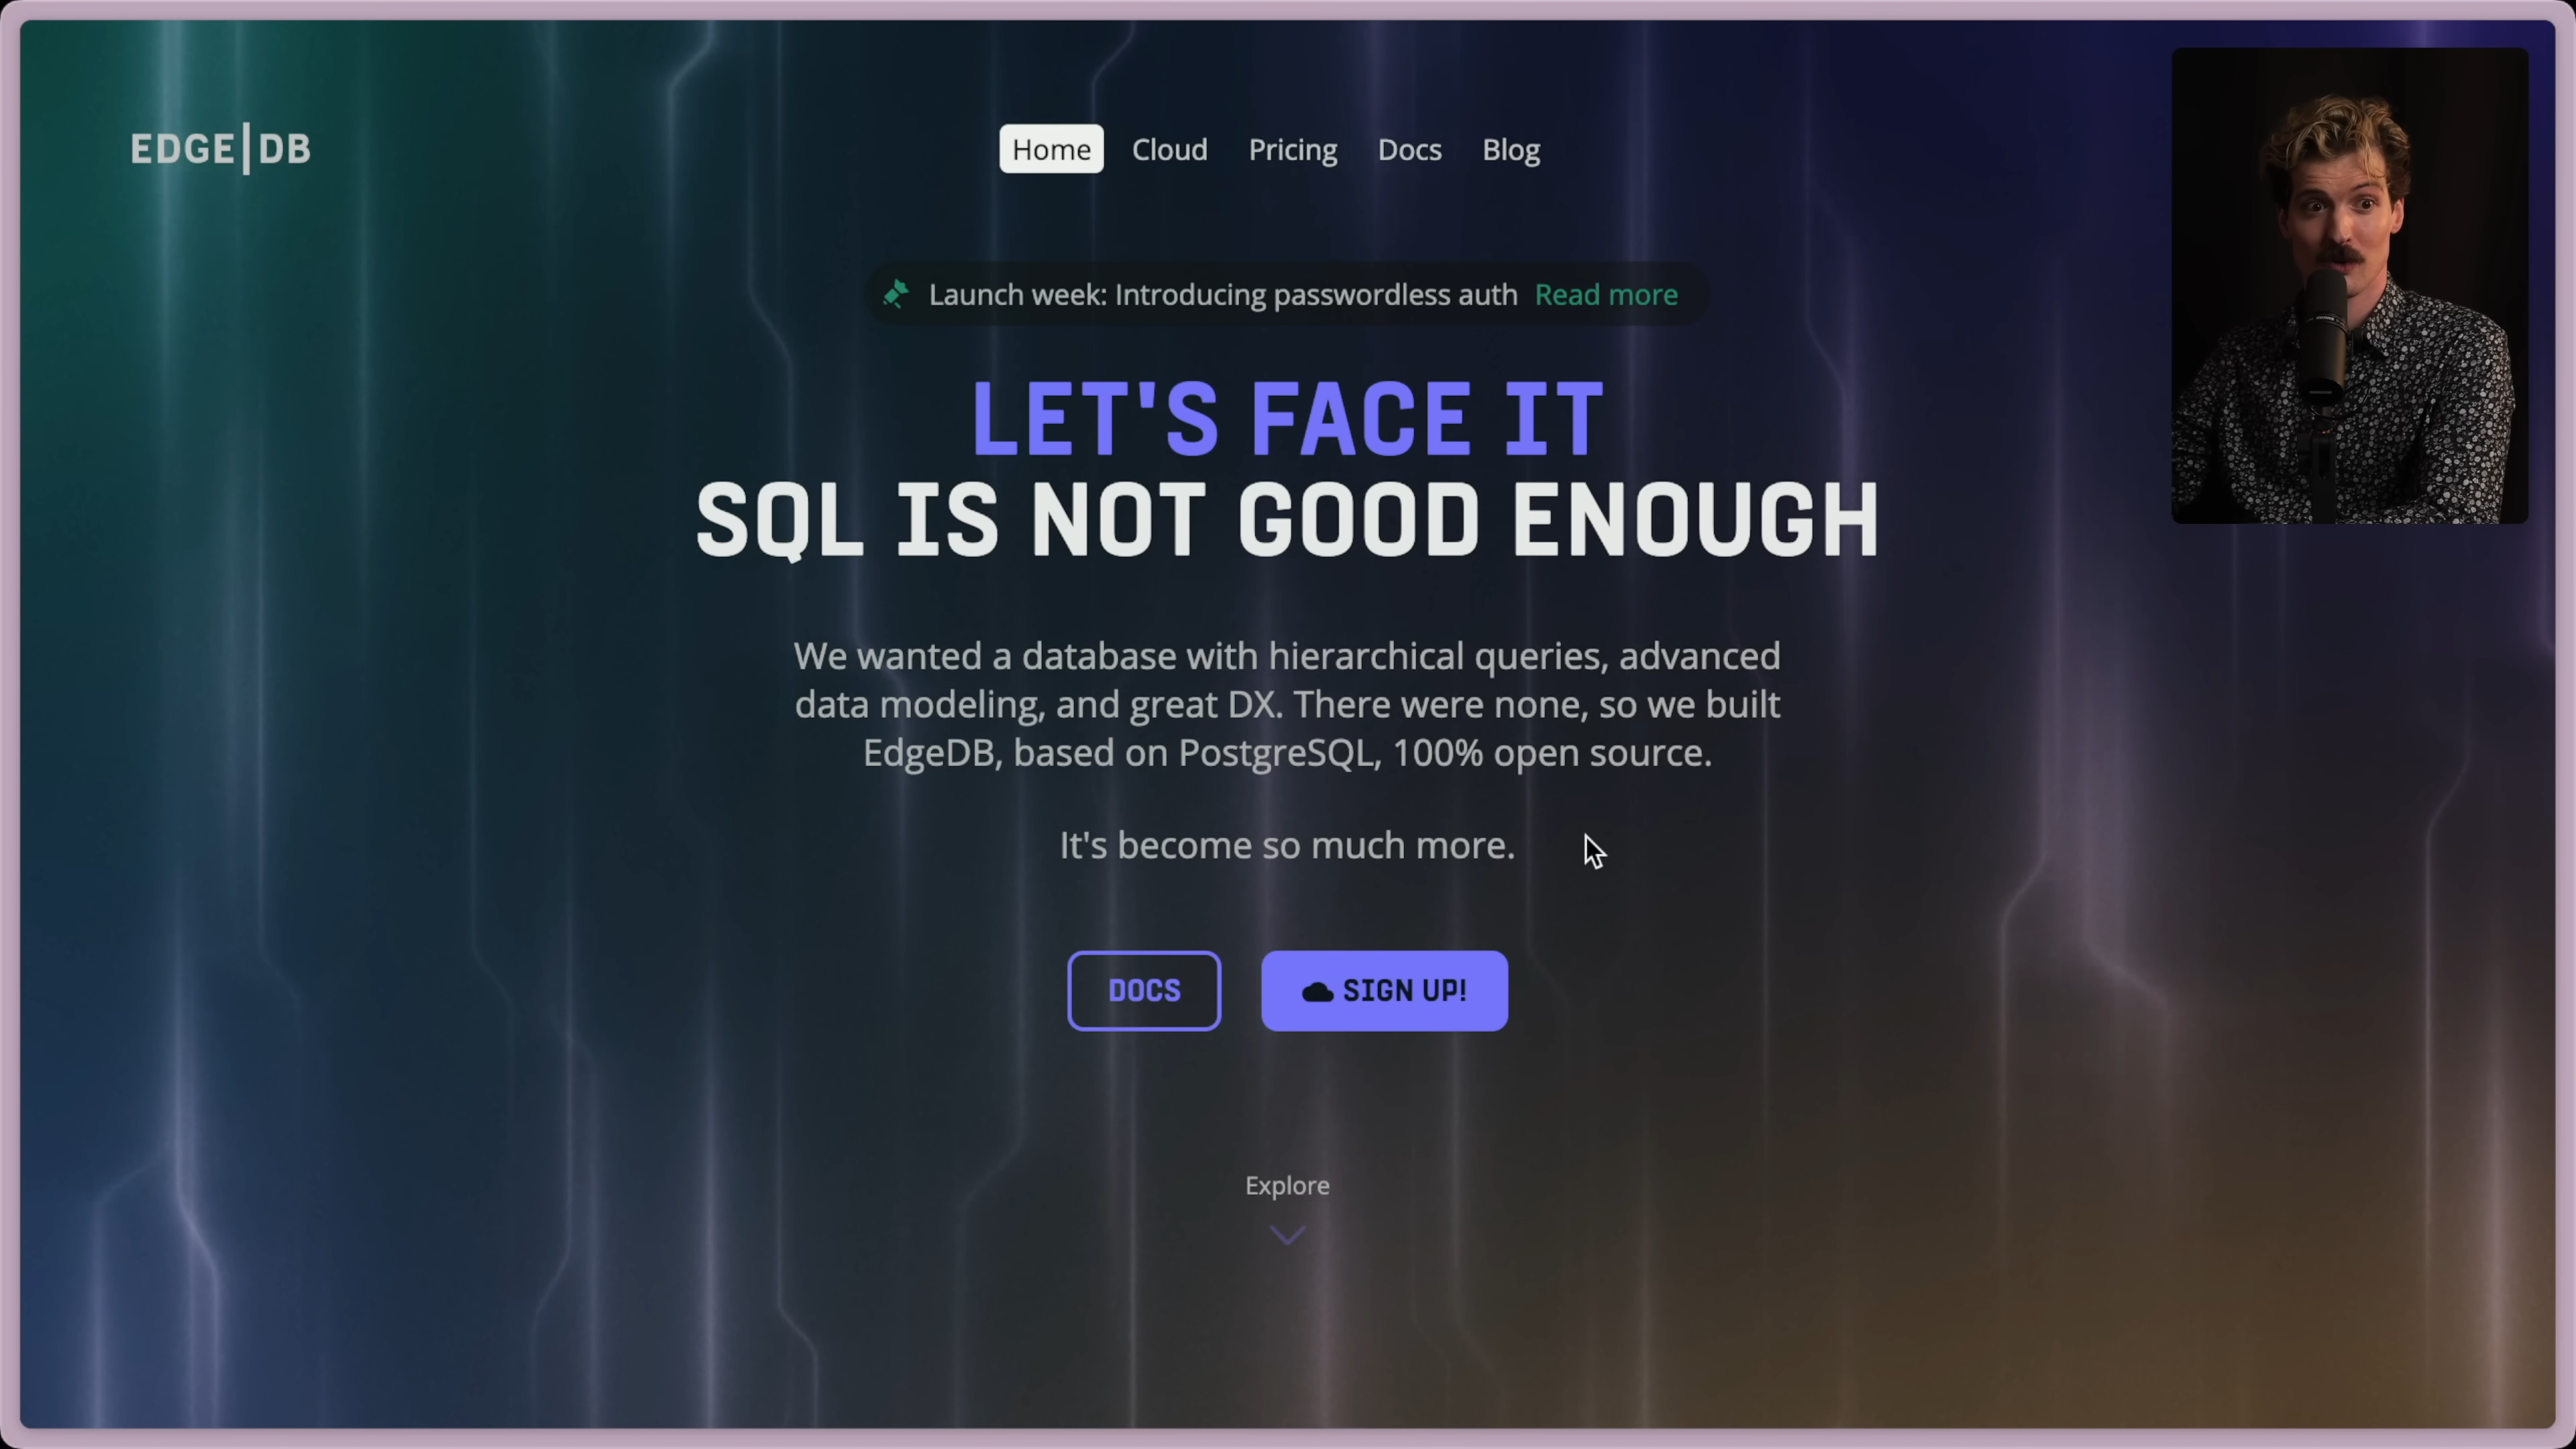 EDGE|DB
Home Cloud Pricing Docs Blog
Launch week: Introducing passwordless auth Read more
LET'S FACE IT
SQL IS NOT GOOD ENOUGH
We wanted a database with hierarchical queries, advanced
data modeling, and great DX. There were none, so we built
EdgeDB, based on PostgreSQL, 100% open source.
It's become so much more.
DOCS SIGN UP!
Explore